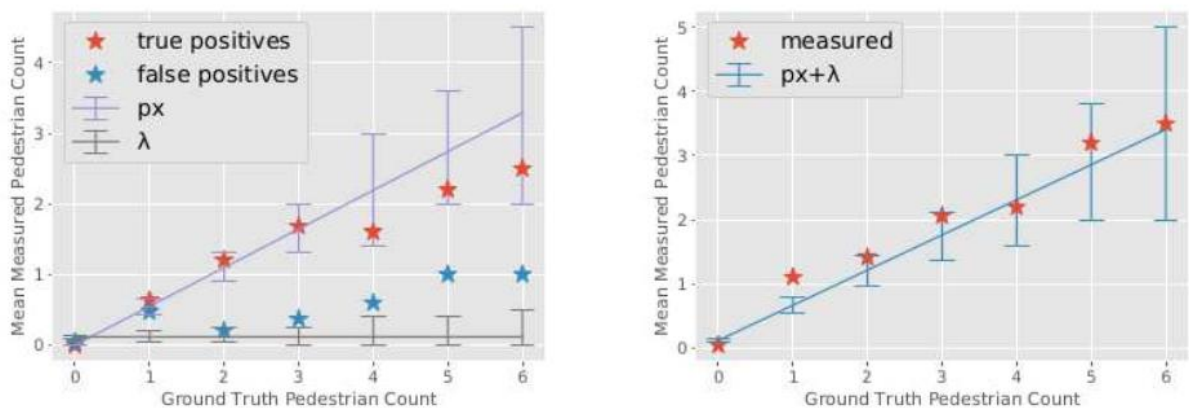 true positives
false positives
px
λ
Mean Measured Pedestrian Count
4
3
2
1
0
0 1 2 3 4 5 6
Ground Truth Pedestrian Count
measured
px+λ
Mean Measured Pedestrian Count
5
4
3
2
1
0
0 1 2 3 4 5 6
Ground Truth Pedestrian Count